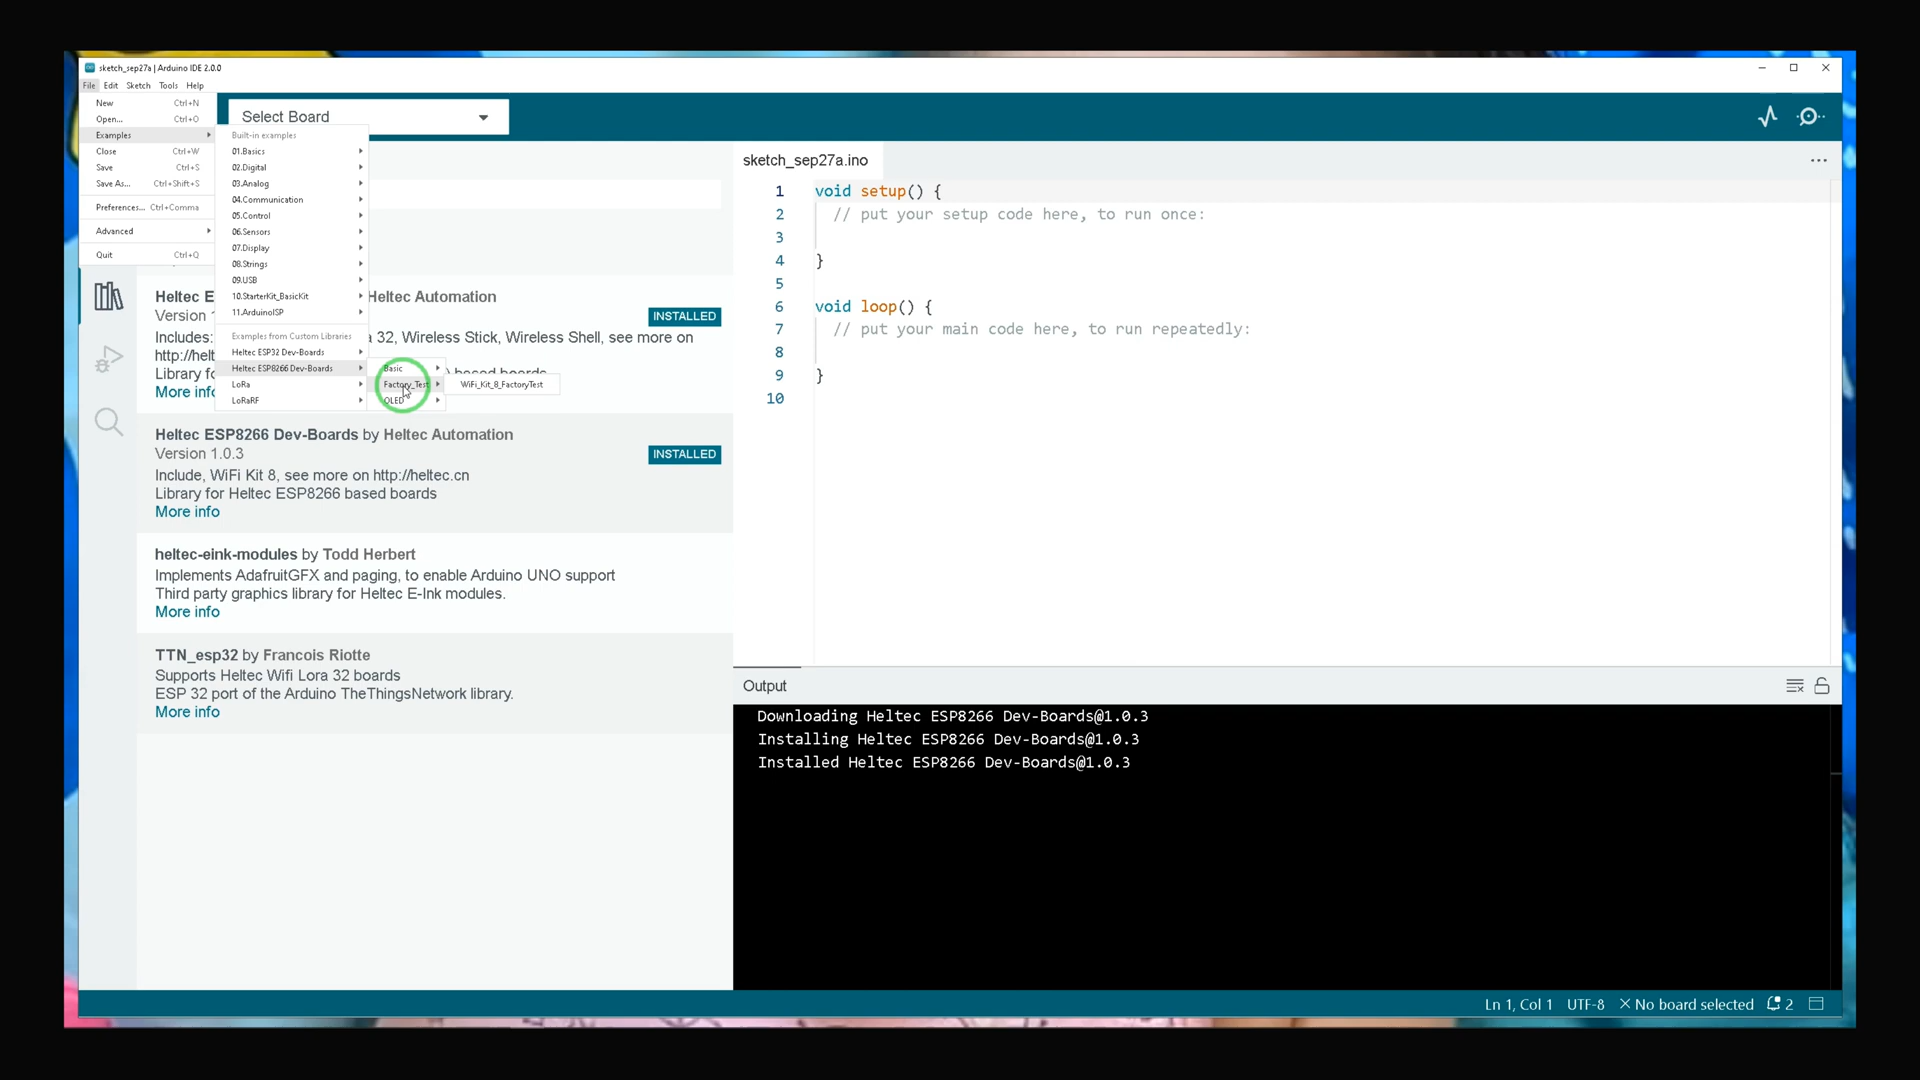 sketch_sep27a | Arduino IDE 2.0.0
File Edit Sketch Tools Help
New Ctrl+N
Open... Ctrl+O
Examples
Close Ctrl+W
Save Ctrl+S
Save As... Ctrl+Shift+S
Preferences... Ctrl+Comma
Advanced
Quit Ctrl+Q
Select Board
Built-in examples
01.Basics
02.Digital
03.Analog
04.Communication
05.Control
06.Sensors
07.Display
08.Strings
09.USB
10.StarterKit_BasicKit
11.ArduinoISP
Examples from Custom Libraries
Heltec ESP32 Dev-Boards
Heltec ESP8266 Dev-Boards
LoRa
LoRaRF
Basic
Factory_Test
OLED
WiFi_Kit_8_FactoryTest
Heltec E Heltec Automation
Version 1
INSTALLED
Includes: a 32, Wireless Stick, Wireless Shell, see more on
http://helt
Library f ) based boards
More info
Heltec ESP8266 Dev-Boards by Heltec Automation
Version 1.0.3
INSTALLED
Include, WiFi Kit 8, see more on http://heltec.cn
Library for Heltec ESP8266 based boards
More info
heltec-eink-modules by Todd Herbert
Implements AdafruitGFX and paging, to enable Arduino UNO support
Third party graphics library for Heltec E-Ink modules.
More info
TTN_esp32 by Francois Riotte
Supports Heltec Wifi Lora 32 boards
ESP 32 port of the Arduino TheThingsNetwork library.
More info
sketch_sep27a.ino
1 void setup() {
2 // put your setup code here, to run once:
3
4 }
5
6 void loop() {
7 // put your main code here, to run repeatedly:
8
9 }
10
Output
Downloading Heltec ESP8266 Dev-Boards@1.0.3
Installing Heltec ESP8266 Dev-Boards@1.0.3
Installed Heltec ESP8266 Dev-Boards@1.0.3
Ln 1, Col 1 UTF-8 No board selected 2